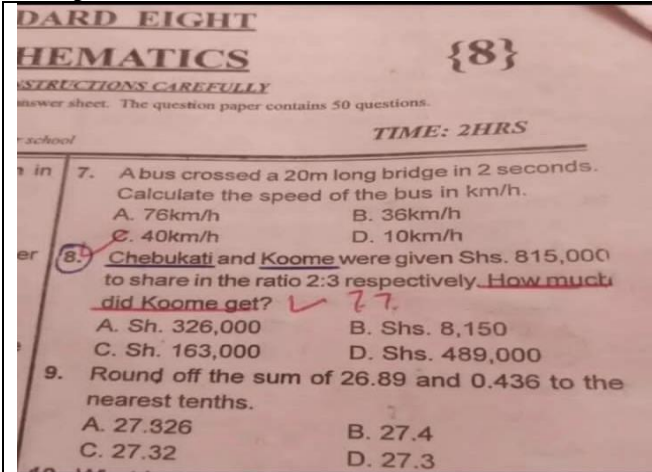 DARD EIGHT
HEMATICS
{8}
STRUCTIONS CAREFULLY
answer sheet. The question paper contains 50 questions.
school
TIME: 2HRS
in
7. A bus crossed a 20m long bridge in 2 seconds.
Calculate the speed of the bus in km/h.
A. 76km/h B. 36km/h
C. 40km/h D. 10km/h
er
8. Chebukati and Koome were given Shs. 815,000
to share in the ratio 2:3 respectively. How much
did Koome get? ??
A. Sh. 326,000 B. Shs. 8,150
C. Sh. 163,000 D. Shs. 489,000
9. Round off the sum of 26.89 and 0.436 to the
nearest tenths.
A. 27.326 B. 27.4
C. 27.32 D. 27.3